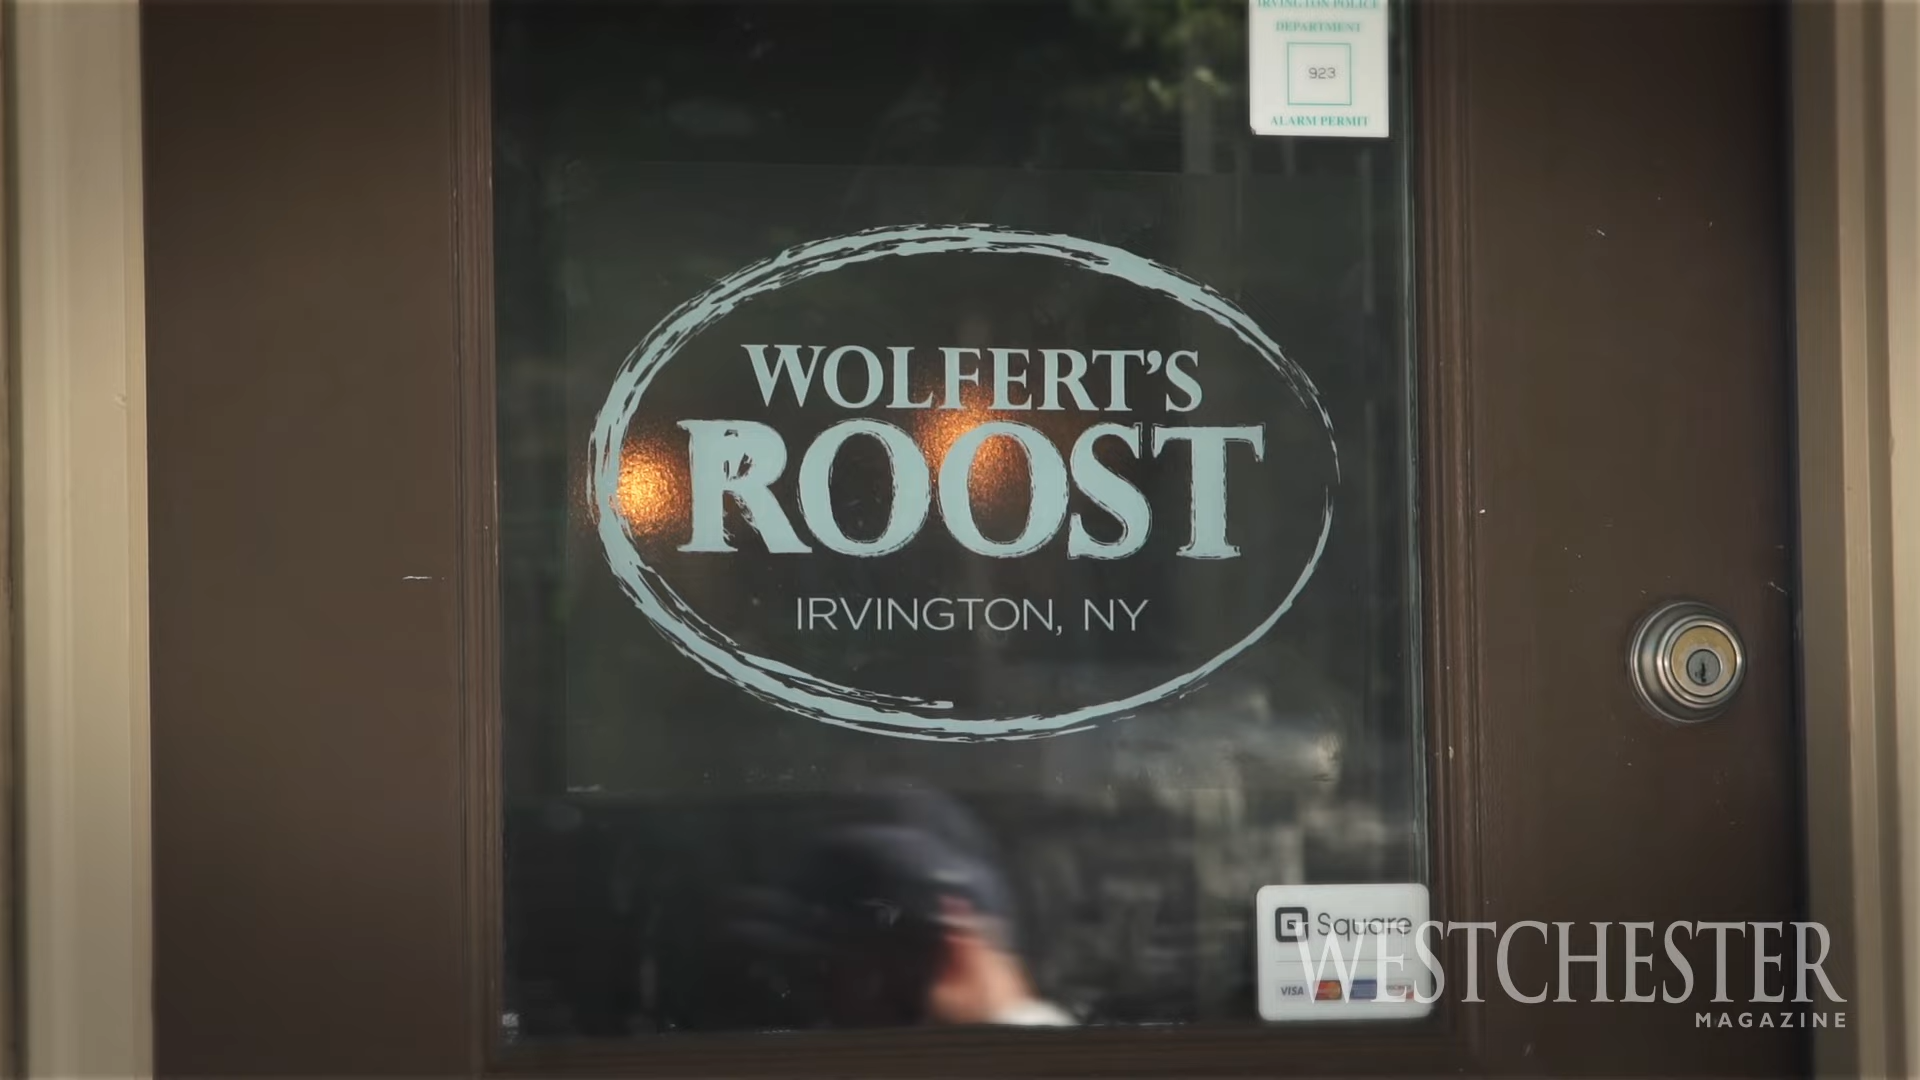 IRVINGTON POLICE
DEPARTMENT
923
ALARM PERMIT
WOLFERT'S
ROOST
IRVINGTON, NY
Square
VISA
WESTCHESTER
MAGAZINE